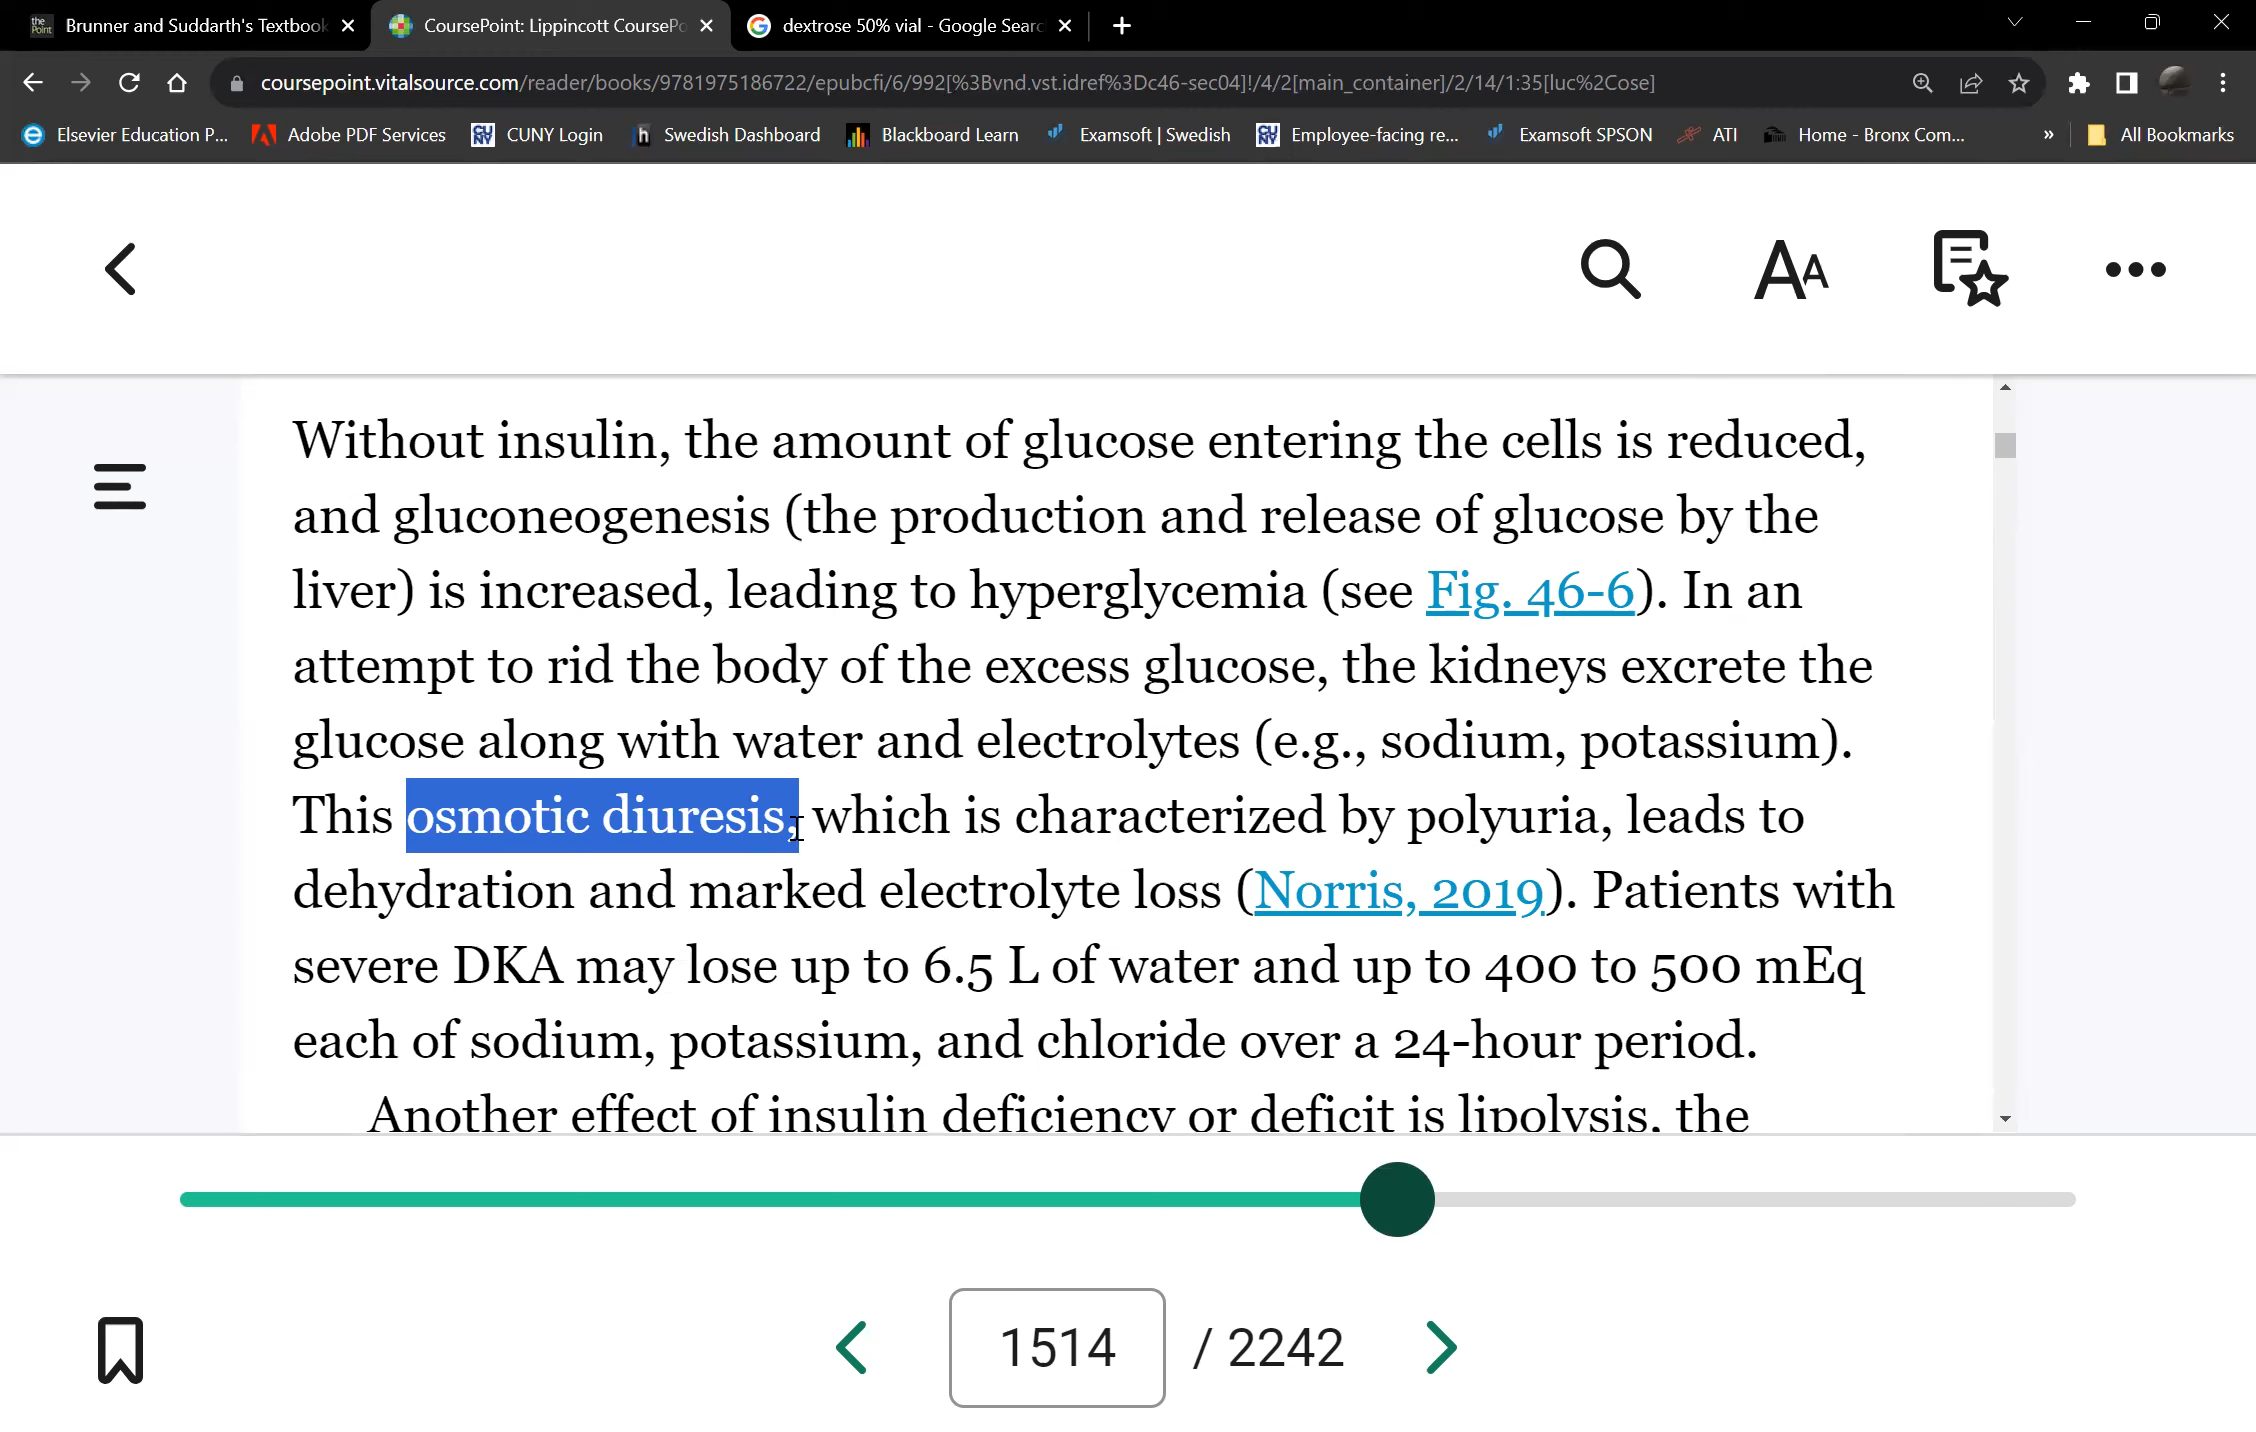 the Point
Brunner and Suddarth's Textbook
CoursePoint: Lippincott CoursePo
dextrose 50% vial - Google Searc
coursepoint.vitalsource.com/reader/books/9781975186722/epubcfi/6/992[%3Bvnd.vst.idref%3Dc46-sec04]!/4/2[main_container]/2/14/1:35[luc%2Cose]
Elsevier Education P...
Adobe PDF Services
CUNY Login
Swedish Dashboard
Blackboard Learn
Examsoft | Swedish
Employee-facing re...
Examsoft SPSON
ATI
Home - Bronx Com...
»
All Bookmarks
AA
Without insulin, the amount of glucose entering the cells is reduced,
and gluconeogenesis (the production and release of glucose by the
liver) is increased, leading to hyperglycemia (see Fig. 46-6). In an
attempt to rid the body of the excess glucose, the kidneys excrete the
glucose along with water and electrolytes (e.g., sodium, potassium).
This osmotic diuresis, which is characterized by polyuria, leads to
dehydration and marked electrolyte loss (Norris, 2019). Patients with
severe DKA may lose up to 6.5 L of water and up to 400 to 500 mEq
each of sodium, potassium, and chloride over a 24-hour period.
Another effect of insulin deficiency or deficit is lipolysis, the
1514 / 2242